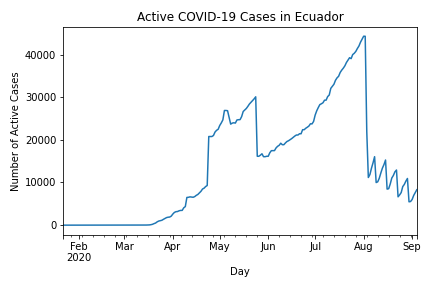 Active COVID-19 Cases in Ecuador
Number of Active Cases
40000
30000
20000
10000
0
Feb Mar Apr May Jun Jul Aug Sep
2020
Day